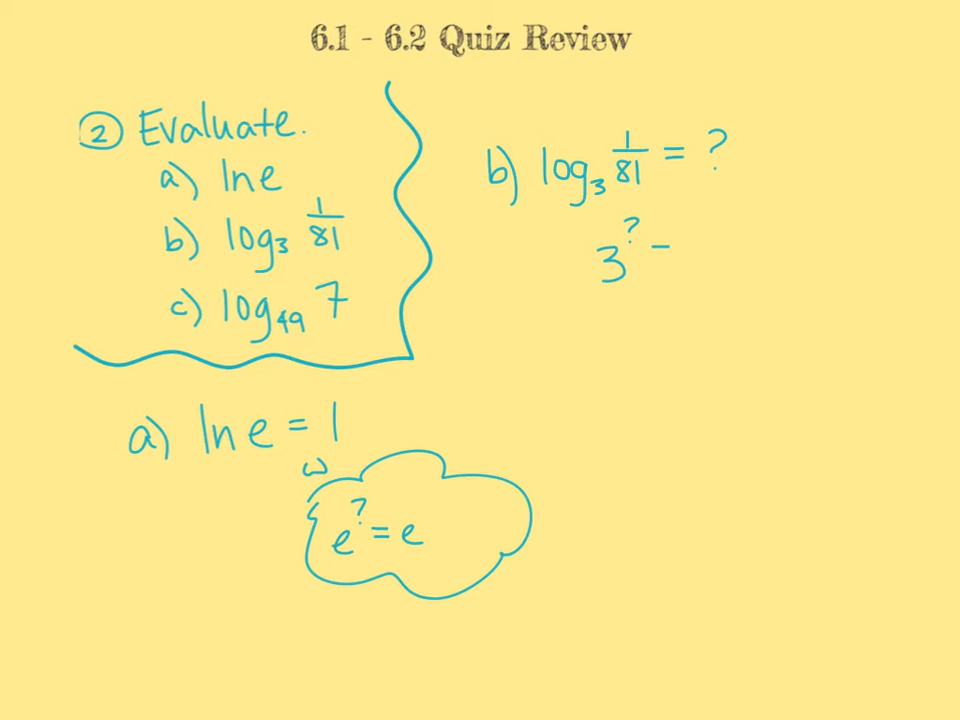 6.1 - 6.2 Quiz Review
② Evaluate.
a) ln e
b) log₃ 1/81
c) log₄₉ 7
a) ln e = 1
e^? = e
b) log₃ 1/81 = ?
3^? =